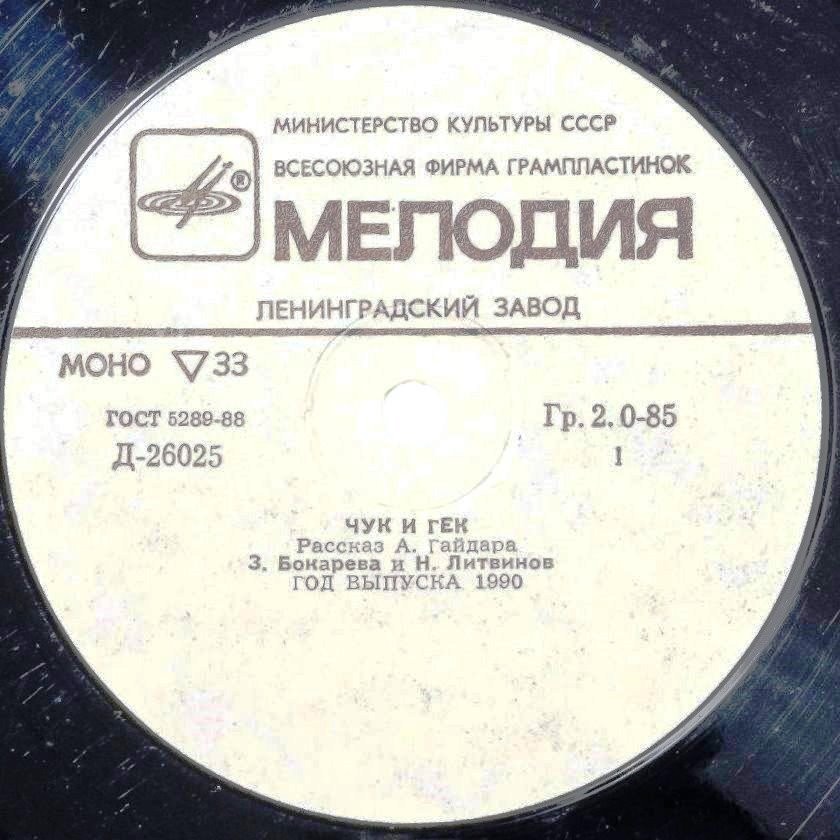 МИНИСТЕРСТВО КУЛЬТУРЫ СССР
ВСЕСОЮЗНАЯ ФИРМА ГРАМПЛАСТИНОК
®
МЕЛОДИЯ
ЛЕНИНГРАДСКИЙ ЗАВОД
МОНО ▽33
ГОСТ 5289-88
Гр. 2. 0-85
Д-26025
1
ЧУК И ГЕК
Рассказ А. Гайдара
З. Бокарева и Н. Литвинов
ГОД ВЫПУСКА 1990